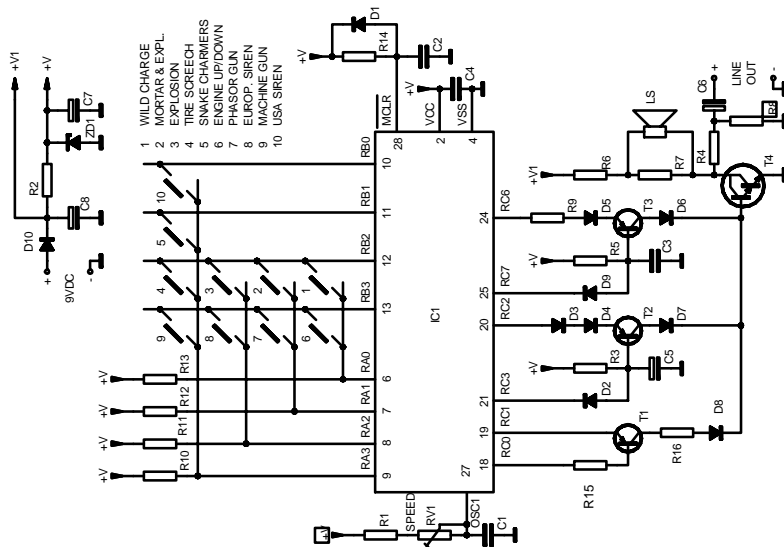 +V1
+V
D10
R2
C8
ZD1
C7
+
9VDC
-
1 WILD CHARGE
2 MORTAR & EXPL.
3 EXPLOSION
4 TIRE SCREECH
5 SNAKE CHARMERS
6 ENGINE UP/DOWN
7 PHASOR GUN
8 EUROP. SIREN
9 MACHINE GUN
10 USA SIREN
+V
D1
R14
C2
+V
C4
MCLR
28
VCC
2
VSS
4
10
5
4
3
2
1
9
8
7
6
RB0
10
RB1
11
RB2
12
RB3
13
+V
R13
RA0
6
+V
R12
RA1
7
+V
R11
RA2
8
+V
R10
RA3
9
IC1
+V
R1
SPEED
RV1
27
OSC1
C1
RC6
24
RC7
25
RC2
20
RC3
21
RC1
19
RC0
18
R9
D5
T3
D6
+V
R5
C3
D9
D3
D4
T2
D7
+V
R3
C5
D2
T1
R15
R16
D8
+V1
R6
LS
R7
R4
T4
C6
+
LINE
OUT
-
R8